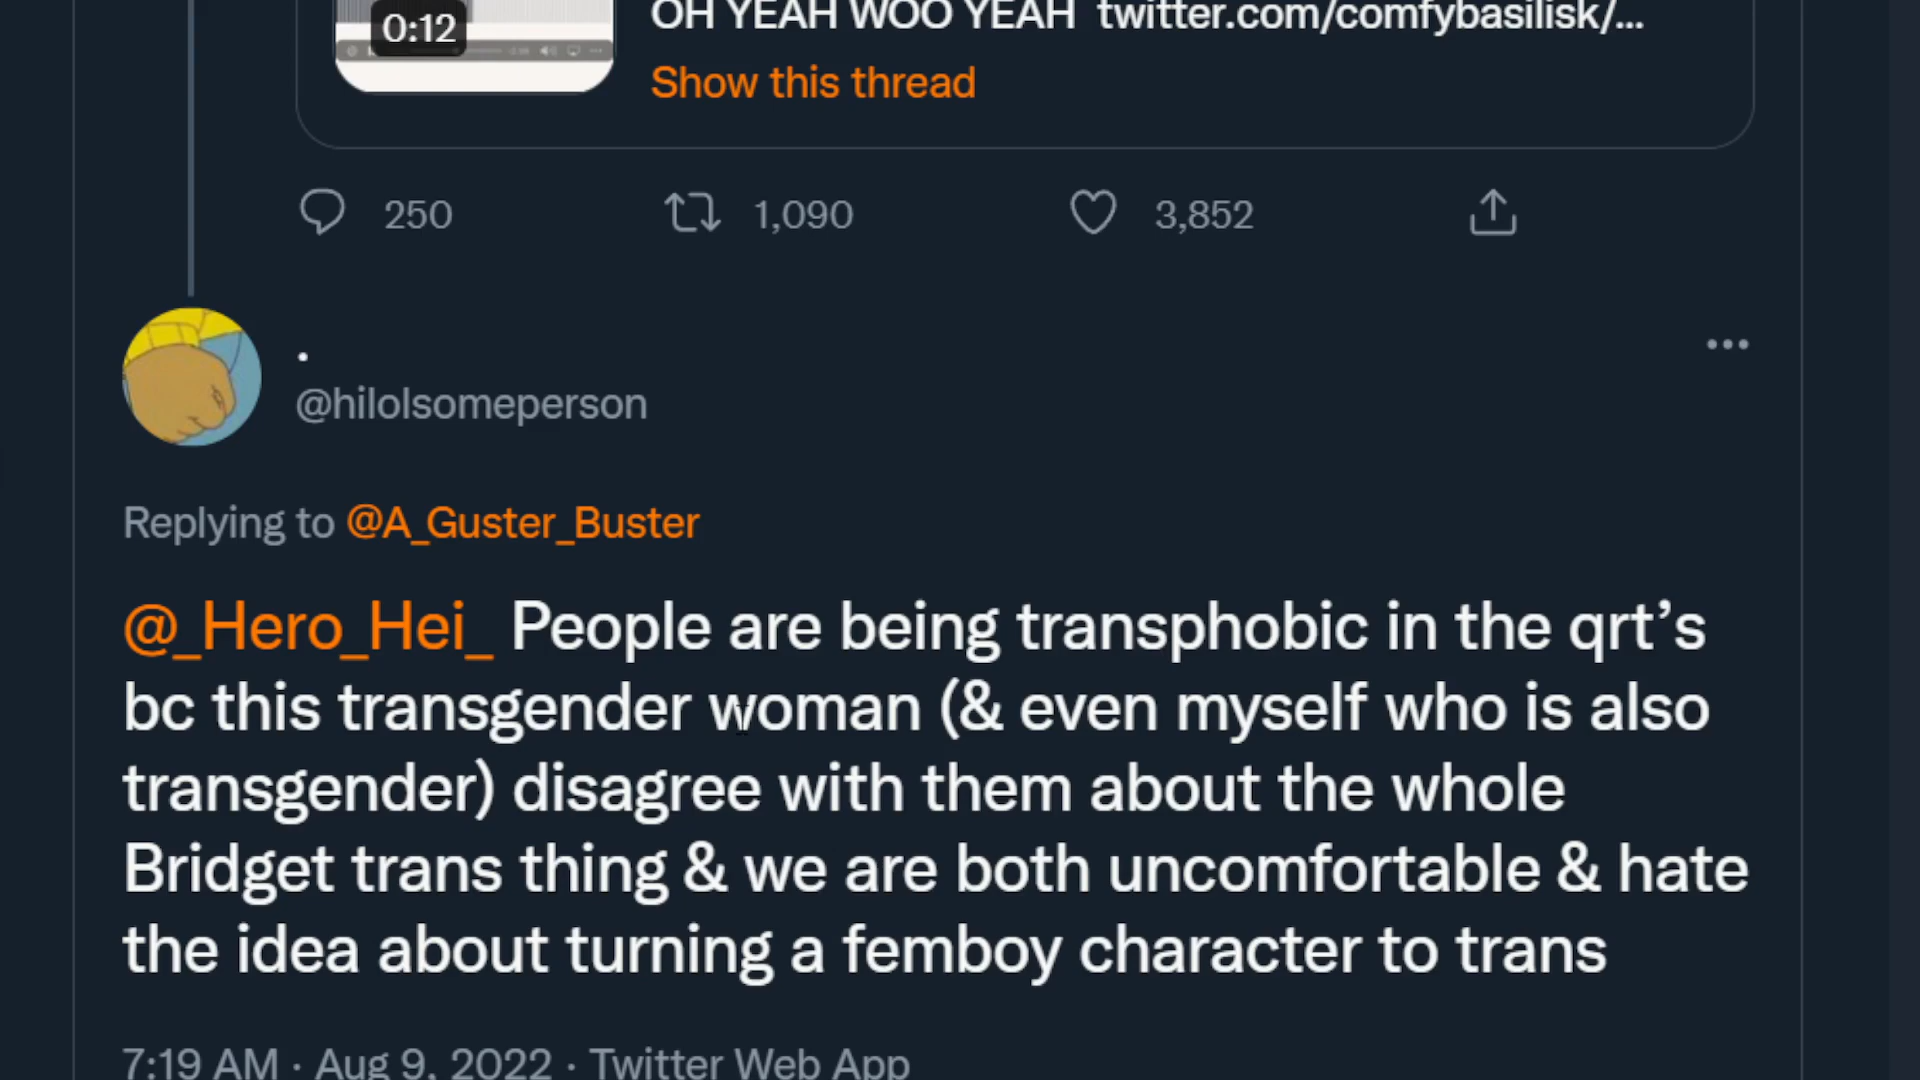 0:12
OH YEAH WOO YEAH twitter.com/comfybasilisk/...
Show this thread
250 1,090 3,852
.
@hilolsomeperson
Replying to @A_Guster_Buster
@_Hero_Hei_ People are being transphobic in the qrt’s
bc this transgender woman (& even myself who is also
transgender) disagree with them about the whole
Bridget trans thing & we are both uncomfortable & hate
the idea about turning a femboy character to trans
7:19 AM · Aug 9, 2022 · Twitter Web App